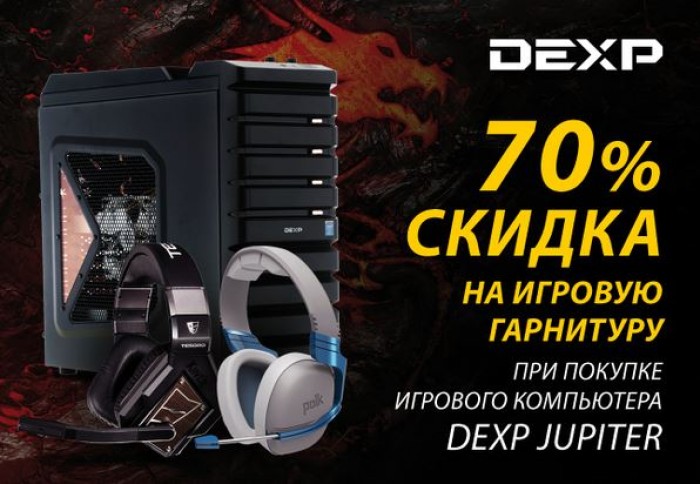 DEXP
70%
СКИДКА
НА ИГРОВУЮ
ГАРНИТУРУ
ПРИ ПОКУПКЕ
ИГРОВОГО КОМПЬЮТЕРА
DEXP JUPITER
DEXP
TESORO
polk